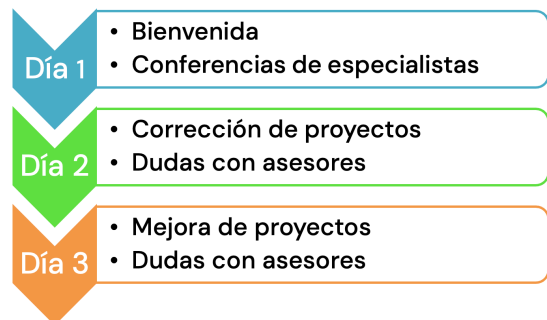 Día 1
• Bienvenida
• Conferencias de especialistas
Día 2
• Corrección de proyectos
• Dudas con asesores
Día 3
• Mejora de proyectos
• Dudas con asesores